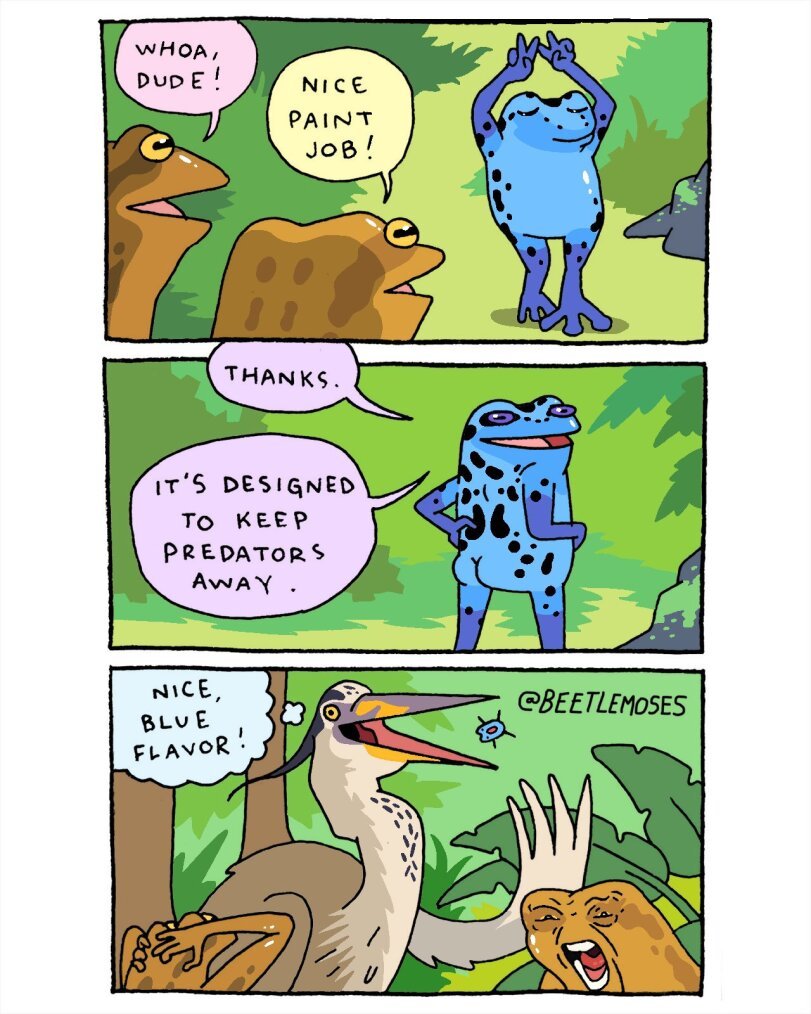 WHOA,
DUDE!
NICE
PAINT
JOB!
THANKS.
IT'S DESIGNED
TO KEEP
PREDATORS
AWAY.
NICE,
BLUE
FLAVOR!
@BEETLEMOSES